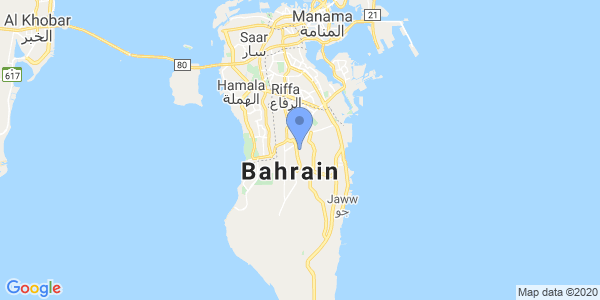 Manama
المنامة
21
Al Khobar
الخبر
Saar
سار
80
617
Hamala
الهملة
Riffa
الرفاع
Bahrain
Jaww
جو
Google
Map data ©2020